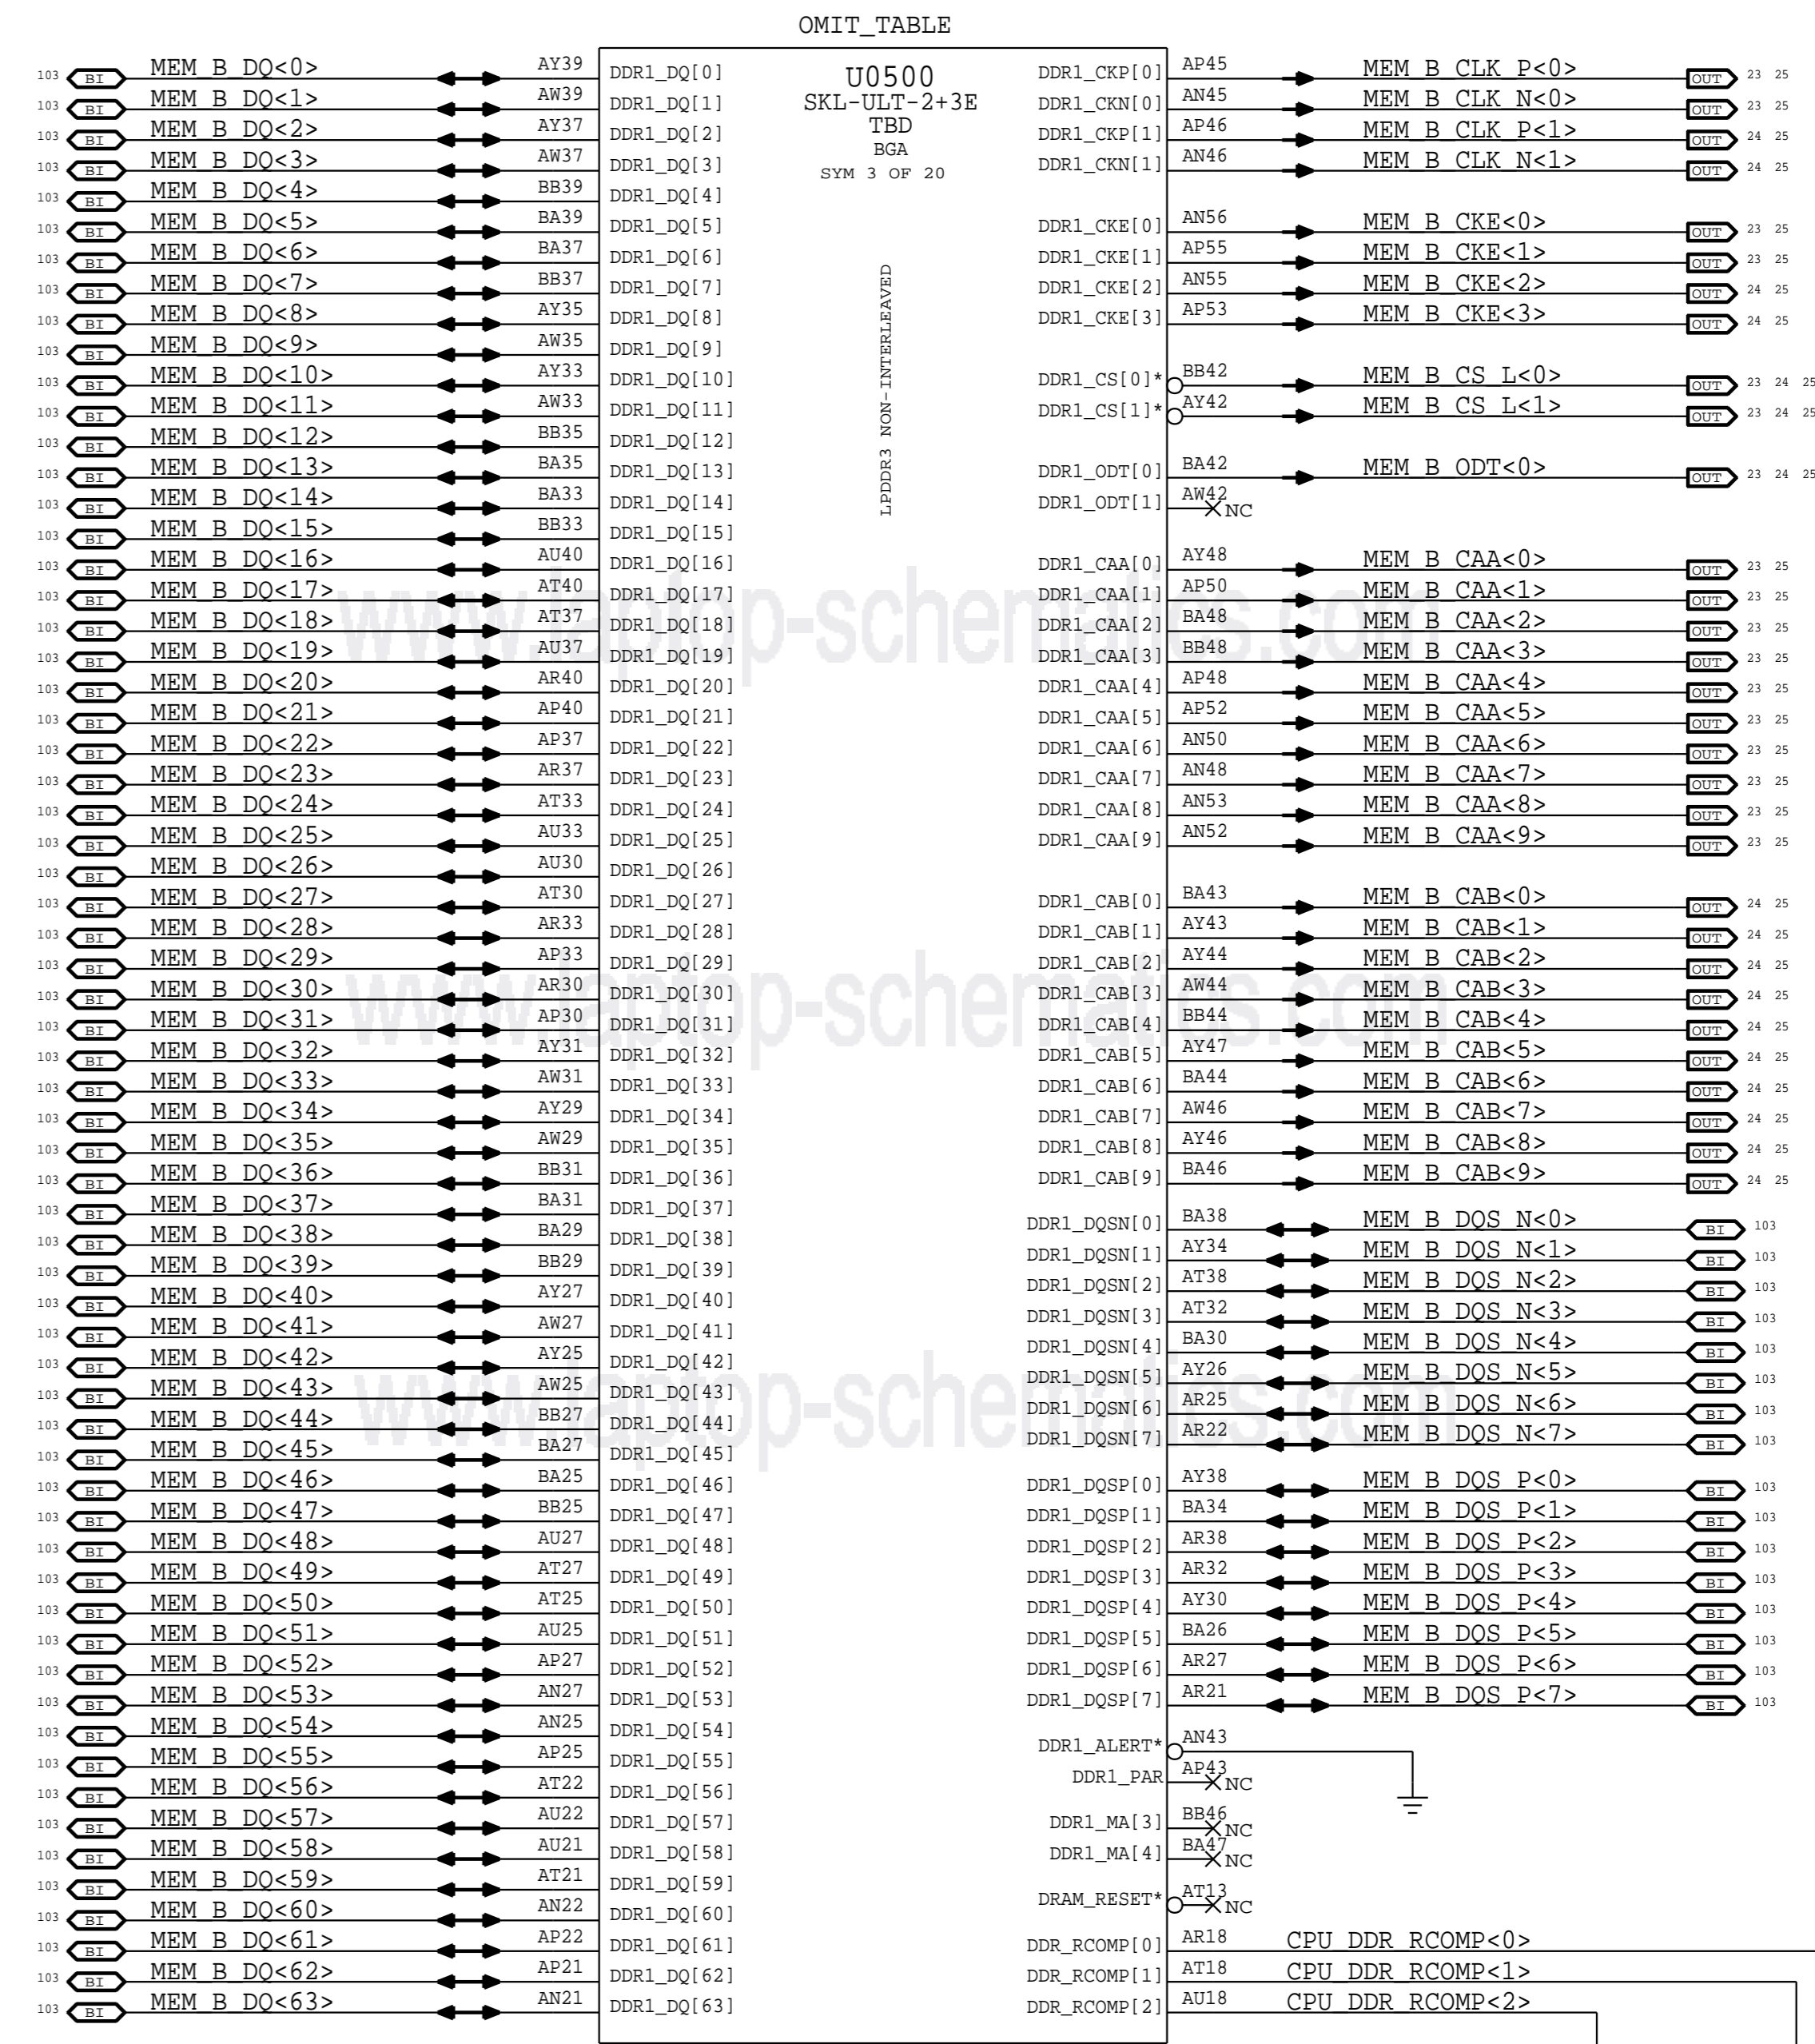 OMIT_TABLE
U0500
SKL-ULT-2+3E
TBD
BGA
SYM 3 OF 20
LPDDR3 NON-INTERLEAVED
103 BI MEM_B_DQ<0> AY39 DDR1_DQ[0]
103 BI MEM_B_DQ<1> AW39 DDR1_DQ[1]
103 BI MEM_B_DQ<2> AY37 DDR1_DQ[2]
103 BI MEM_B_DQ<3> AW37 DDR1_DQ[3]
103 BI MEM_B_DQ<4> BB39 DDR1_DQ[4]
103 BI MEM_B_DQ<5> BA39 DDR1_DQ[5]
103 BI MEM_B_DQ<6> BA37 DDR1_DQ[6]
103 BI MEM_B_DQ<7> BB37 DDR1_DQ[7]
103 BI MEM_B_DQ<8> AY35 DDR1_DQ[8]
103 BI MEM_B_DQ<9> AW35 DDR1_DQ[9]
103 BI MEM_B_DQ<10> AY33 DDR1_DQ[10]
103 BI MEM_B_DQ<11> AW33 DDR1_DQ[11]
103 BI MEM_B_DQ<12> BB35 DDR1_DQ[12]
103 BI MEM_B_DQ<13> BA35 DDR1_DQ[13]
103 BI MEM_B_DQ<14> BA33 DDR1_DQ[14]
103 BI MEM_B_DQ<15> BB33 DDR1_DQ[15]
103 BI MEM_B_DQ<16> AU40 DDR1_DQ[16]
103 BI MEM_B_DQ<17> AT40 DDR1_DQ[17]
103 BI MEM_B_DQ<18> AT37 DDR1_DQ[18]
103 BI MEM_B_DQ<19> AU37 DDR1_DQ[19]
103 BI MEM_B_DQ<20> AR40 DDR1_DQ[20]
103 BI MEM_B_DQ<21> AP40 DDR1_DQ[21]
103 BI MEM_B_DQ<22> AP37 DDR1_DQ[22]
103 BI MEM_B_DQ<23> AR37 DDR1_DQ[23]
103 BI MEM_B_DQ<24> AT33 DDR1_DQ[24]
103 BI MEM_B_DQ<25> AU33 DDR1_DQ[25]
103 BI MEM_B_DQ<26> AU30 DDR1_DQ[26]
103 BI MEM_B_DQ<27> AT30 DDR1_DQ[27]
103 BI MEM_B_DQ<28> AR33 DDR1_DQ[28]
103 BI MEM_B_DQ<29> AP33 DDR1_DQ[29]
103 BI MEM_B_DQ<30> AR30 DDR1_DQ[30]
103 BI MEM_B_DQ<31> AP30 DDR1_DQ[31]
103 BI MEM_B_DQ<32> AY31 DDR1_DQ[32]
103 BI MEM_B_DQ<33> AW31 DDR1_DQ[33]
103 BI MEM_B_DQ<34> AY29 DDR1_DQ[34]
103 BI MEM_B_DQ<35> AW29 DDR1_DQ[35]
103 BI MEM_B_DQ<36> BB31 DDR1_DQ[36]
103 BI MEM_B_DQ<37> BA31 DDR1_DQ[37]
103 BI MEM_B_DQ<38> BA29 DDR1_DQ[38]
103 BI MEM_B_DQ<39> BB29 DDR1_DQ[39]
103 BI MEM_B_DQ<40> AY27 DDR1_DQ[40]
103 BI MEM_B_DQ<41> AW27 DDR1_DQ[41]
103 BI MEM_B_DQ<42> AY25 DDR1_DQ[42]
103 BI MEM_B_DQ<43> AW25 DDR1_DQ[43]
103 BI MEM_B_DQ<44> BB27 DDR1_DQ[44]
103 BI MEM_B_DQ<45> BA27 DDR1_DQ[45]
103 BI MEM_B_DQ<46> BA25 DDR1_DQ[46]
103 BI MEM_B_DQ<47> BB25 DDR1_DQ[47]
103 BI MEM_B_DQ<48> AU27 DDR1_DQ[48]
103 BI MEM_B_DQ<49> AT27 DDR1_DQ[49]
103 BI MEM_B_DQ<50> AT25 DDR1_DQ[50]
103 BI MEM_B_DQ<51> AU25 DDR1_DQ[51]
103 BI MEM_B_DQ<52> AP27 DDR1_DQ[52]
103 BI MEM_B_DQ<53> AN27 DDR1_DQ[53]
103 BI MEM_B_DQ<54> AN25 DDR1_DQ[54]
103 BI MEM_B_DQ<55> AP25 DDR1_DQ[55]
103 BI MEM_B_DQ<56> AT22 DDR1_DQ[56]
103 BI MEM_B_DQ<57> AU22 DDR1_DQ[57]
103 BI MEM_B_DQ<58> AU21 DDR1_DQ[58]
103 BI MEM_B_DQ<59> AT21 DDR1_DQ[59]
103 BI MEM_B_DQ<60> AN22 DDR1_DQ[60]
103 BI MEM_B_DQ<61> AP22 DDR1_DQ[61]
103 BI MEM_B_DQ<62> AP21 DDR1_DQ[62]
103 BI MEM_B_DQ<63> AN21 DDR1_DQ[63]
DDR1_CKP[0] AP45 MEM_B_CLK_P<0> OUT 23 25
DDR1_CKN[0] AN45 MEM_B_CLK_N<0> OUT 23 25
DDR1_CKP[1] AP46 MEM_B_CLK_P<1> OUT 24 25
DDR1_CKN[1] AN46 MEM_B_CLK_N<1> OUT 24 25
DDR1_CKE[0] AN56 MEM_B_CKE<0> OUT 23 25
DDR1_CKE[1] AP55 MEM_B_CKE<1> OUT 23 25
DDR1_CKE[2] AN55 MEM_B_CKE<2> OUT 24 25
DDR1_CKE[3] AP53 MEM_B_CKE<3> OUT 24 25
DDR1_CS[0]* BB42 MEM_B_CS_L<0> OUT 23 24 25
DDR1_CS[1]* AY42 MEM_B_CS_L<1> OUT 23 24 25
DDR1_ODT[0] BA42 MEM_B_ODT<0> OUT 23 24 25
DDR1_ODT[1] AW42 NC
DDR1_CAA[0] AY48 MEM_B_CAA<0> OUT 23 25
DDR1_CAA[1] AP50 MEM_B_CAA<1> OUT 23 25
DDR1_CAA[2] BA48 MEM_B_CAA<2> OUT 23 25
DDR1_CAA[3] BB48 MEM_B_CAA<3> OUT 23 25
DDR1_CAA[4] AP48 MEM_B_CAA<4> OUT 23 25
DDR1_CAA[5] AP52 MEM_B_CAA<5> OUT 23 25
DDR1_CAA[6] AN50 MEM_B_CAA<6> OUT 23 25
DDR1_CAA[7] AN48 MEM_B_CAA<7> OUT 23 25
DDR1_CAA[8] AN53 MEM_B_CAA<8> OUT 23 25
DDR1_CAA[9] AN52 MEM_B_CAA<9> OUT 23 25
DDR1_CAB[0] BA43 MEM_B_CAB<0> OUT 24 25
DDR1_CAB[1] AY43 MEM_B_CAB<1> OUT 24 25
DDR1_CAB[2] AY44 MEM_B_CAB<2> OUT 24 25
DDR1_CAB[3] AW44 MEM_B_CAB<3> OUT 24 25
DDR1_CAB[4] BB44 MEM_B_CAB<4> OUT 24 25
DDR1_CAB[5] AY47 MEM_B_CAB<5> OUT 24 25
DDR1_CAB[6] BA44 MEM_B_CAB<6> OUT 24 25
DDR1_CAB[7] AW46 MEM_B_CAB<7> OUT 24 25
DDR1_CAB[8] AY46 MEM_B_CAB<8> OUT 24 25
DDR1_CAB[9] BA46 MEM_B_CAB<9> OUT 24 25
DDR1_DQSN[0] BA38 MEM_B_DQS_N<0> BI 103
DDR1_DQSN[1] AY34 MEM_B_DQS_N<1> BI 103
DDR1_DQSN[2] AT38 MEM_B_DQS_N<2> BI 103
DDR1_DQSN[3] AT32 MEM_B_DQS_N<3> BI 103
DDR1_DQSN[4] BA30 MEM_B_DQS_N<4> BI 103
DDR1_DQSN[5] AY26 MEM_B_DQS_N<5> BI 103
DDR1_DQSN[6] AR25 MEM_B_DQS_N<6> BI 103
DDR1_DQSN[7] AR22 MEM_B_DQS_N<7> BI 103
DDR1_DQSP[0] AY38 MEM_B_DQS_P<0> BI 103
DDR1_DQSP[1] BA34 MEM_B_DQS_P<1> BI 103
DDR1_DQSP[2] AR38 MEM_B_DQS_P<2> BI 103
DDR1_DQSP[3] AR32 MEM_B_DQS_P<3> BI 103
DDR1_DQSP[4] AY30 MEM_B_DQS_P<4> BI 103
DDR1_DQSP[5] BA26 MEM_B_DQS_P<5> BI 103
DDR1_DQSP[6] AR27 MEM_B_DQS_P<6> BI 103
DDR1_DQSP[7] AR21 MEM_B_DQS_P<7> BI 103
DDR1_ALERT* AN43
DDR1_PAR AP43 NC
DDR1_MA[3] BB46 NC
DDR1_MA[4] BA47 NC
DRAM_RESET* AT13 NC
DDR_RCOMP[0] AR18 CPU_DDR_RCOMP<0>
DDR_RCOMP[1] AT18 CPU_DDR_RCOMP<1>
DDR_RCOMP[2] AU18 CPU_DDR_RCOMP<2>
www.laptop-schematics.com
www.laptop-schematics.com
www.laptop-schematics.com